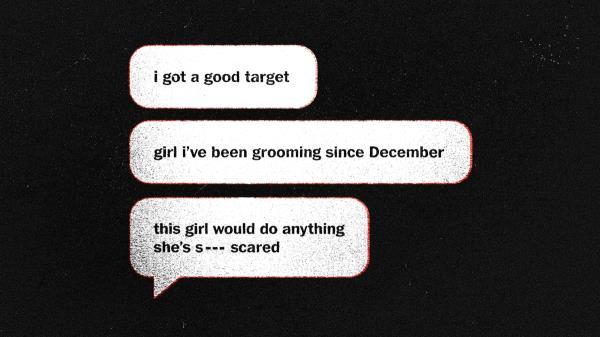 i got a good target
girl i've been grooming since December
this girl would do anything
she's s--- scared